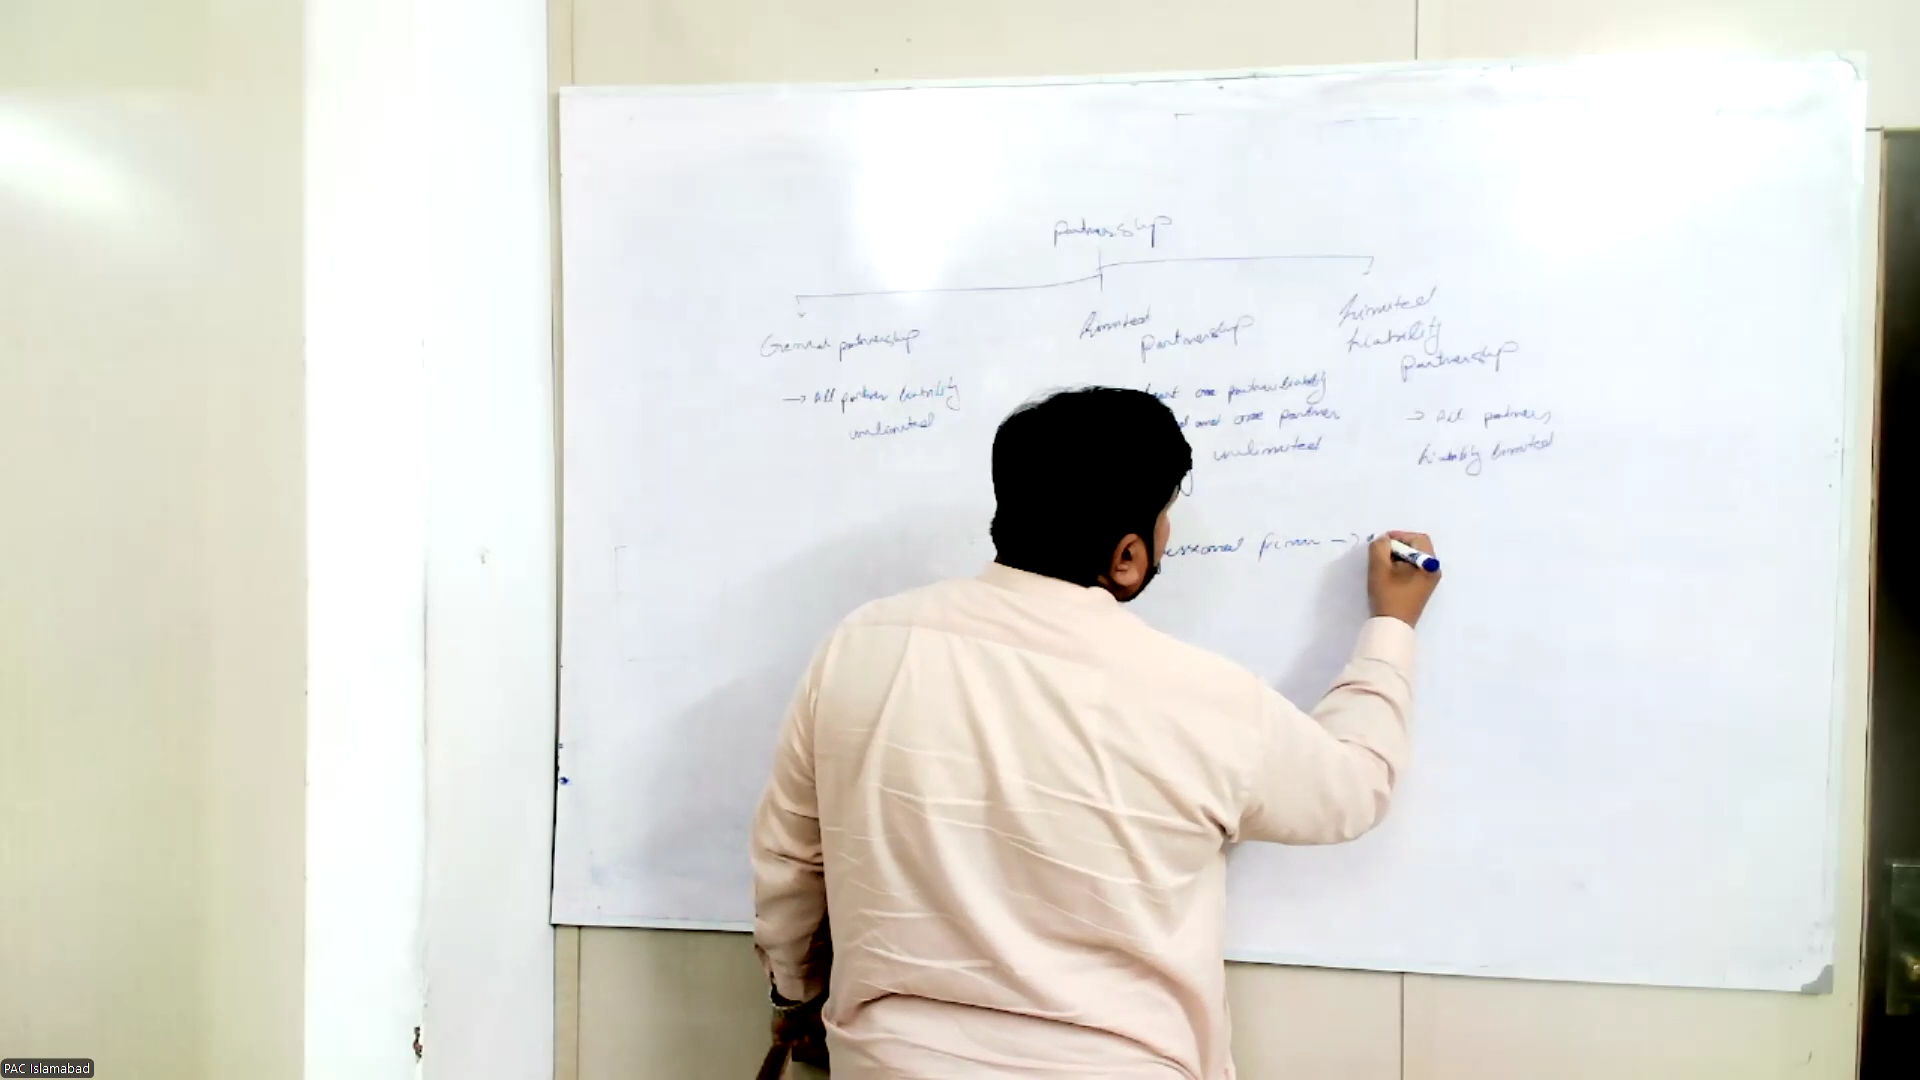 Partnership
General partnership
→ All partner liability
unlimited
Limited
partnership
one partner liability
and one partner
unlimited
Limited
Liability
partnership
→ All partners
liability limited
firm →
PAC Islamabad